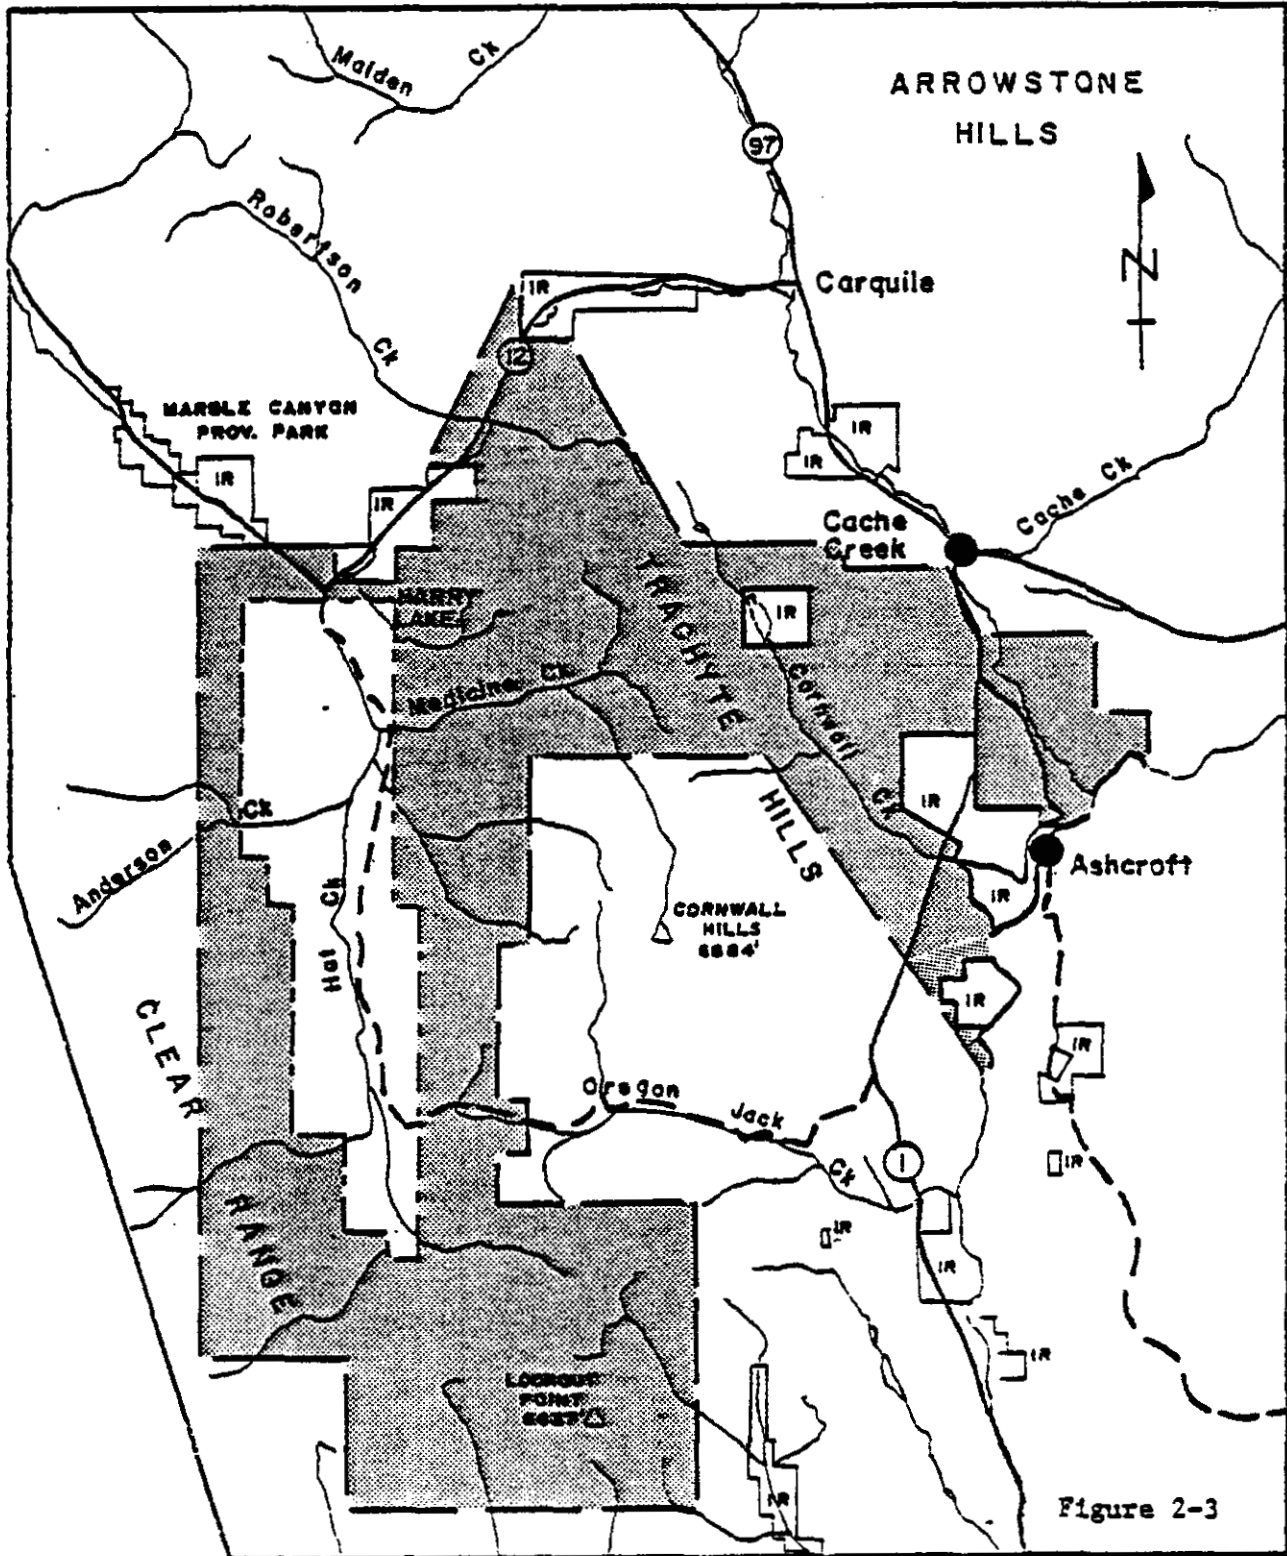 Maiden Ck
ARROWSTONE
HILLS
97
N
Robertson Ck
IR
Carquile
12
MARBLE CANYON
PROV. PARK
IR
IR
IR
IR
Cache Ck
Cache
Creek
HARRY
LAKE
TRACHYTE
HILLS
IR
Cornwall Ck
Medicine Ck
IR
Ck
Anderson
Ashcroft
IR
Hat Ck
CORNWALL
HILLS
6684'
IR
CLEAR
RANGE
IR
Oregon Jack Ck
1
IR
IR
IR
IR
LOOKOUT
POINT
IR
Figure 2-3